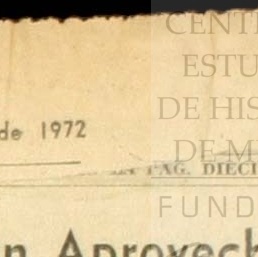 CENT
ESTU
de 1972
DE HIS
DE M
PAG. DIECI
FUND
n Aprovech